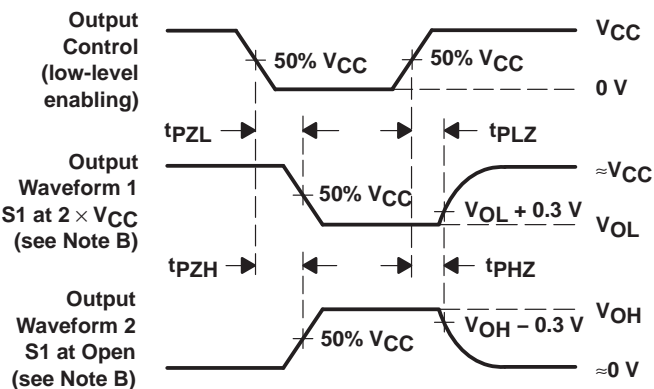 Output
Control
(low-level
enabling)
50% VCC
50% VCC
VCC
0 V
tPZL
tPLZ
Output
Waveform 1
S1 at 2 × VCC
(see Note B)
50% VCC
≈VCC
VOL + 0.3 V
VOL
tPZH
tPHZ
Output
Waveform 2
S1 at Open
(see Note B)
50% VCC
VOH
VOH − 0.3 V
≈0 V